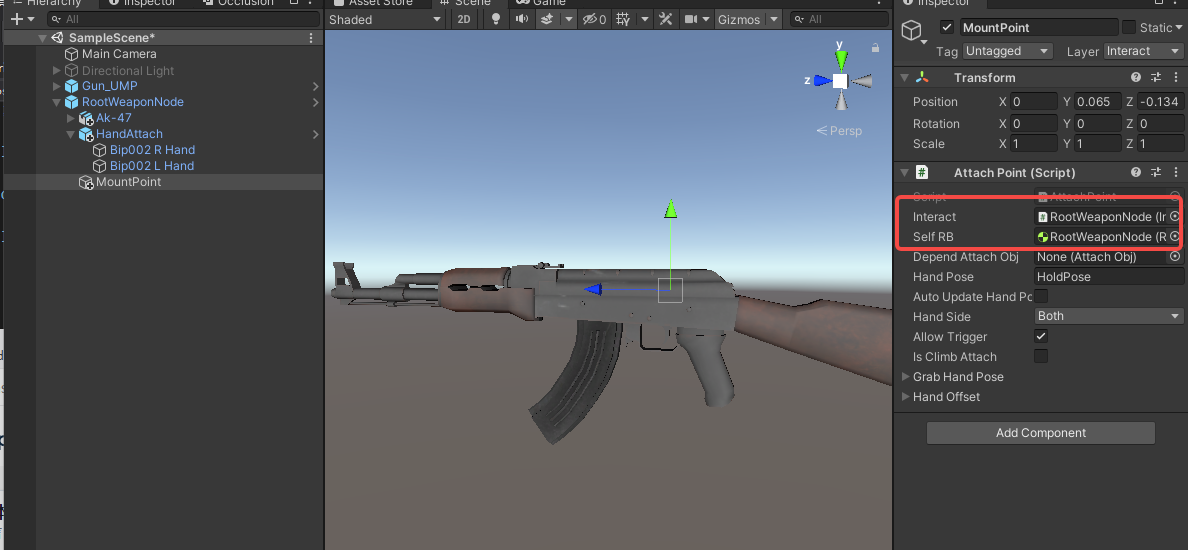 Hierarchy
Inspector
Occlusion
All
SampleScene*
Main Camera
Directional Light
Gun_UMP
RootWeaponNode
Ak-47
HandAttach
Bip002 R Hand
Bip002 L Hand
MountPoint
Asset Store
Scene
Game
Shaded
2D
0
Gizmos
All
y
z
Persp
Inspector
MountPoint
Static
Tag Untagged
Layer Interact
Transform
Position X 0 Y 0.065 Z -0.134
Rotation X 0 Y 0 Z 0
Scale X 1 Y 1 Z 1
# Attach Point (Script)
Script AttachPoint
Interact RootWeaponNode (Ir
Self RB RootWeaponNode (R
Depend Attach Obj None (Attach Obj)
Hand Pose HoldPose
Auto Update Hand Pc
Hand Side Both
Allow Trigger
Is Climb Attach
Grab Hand Pose
Hand Offset
Add Component